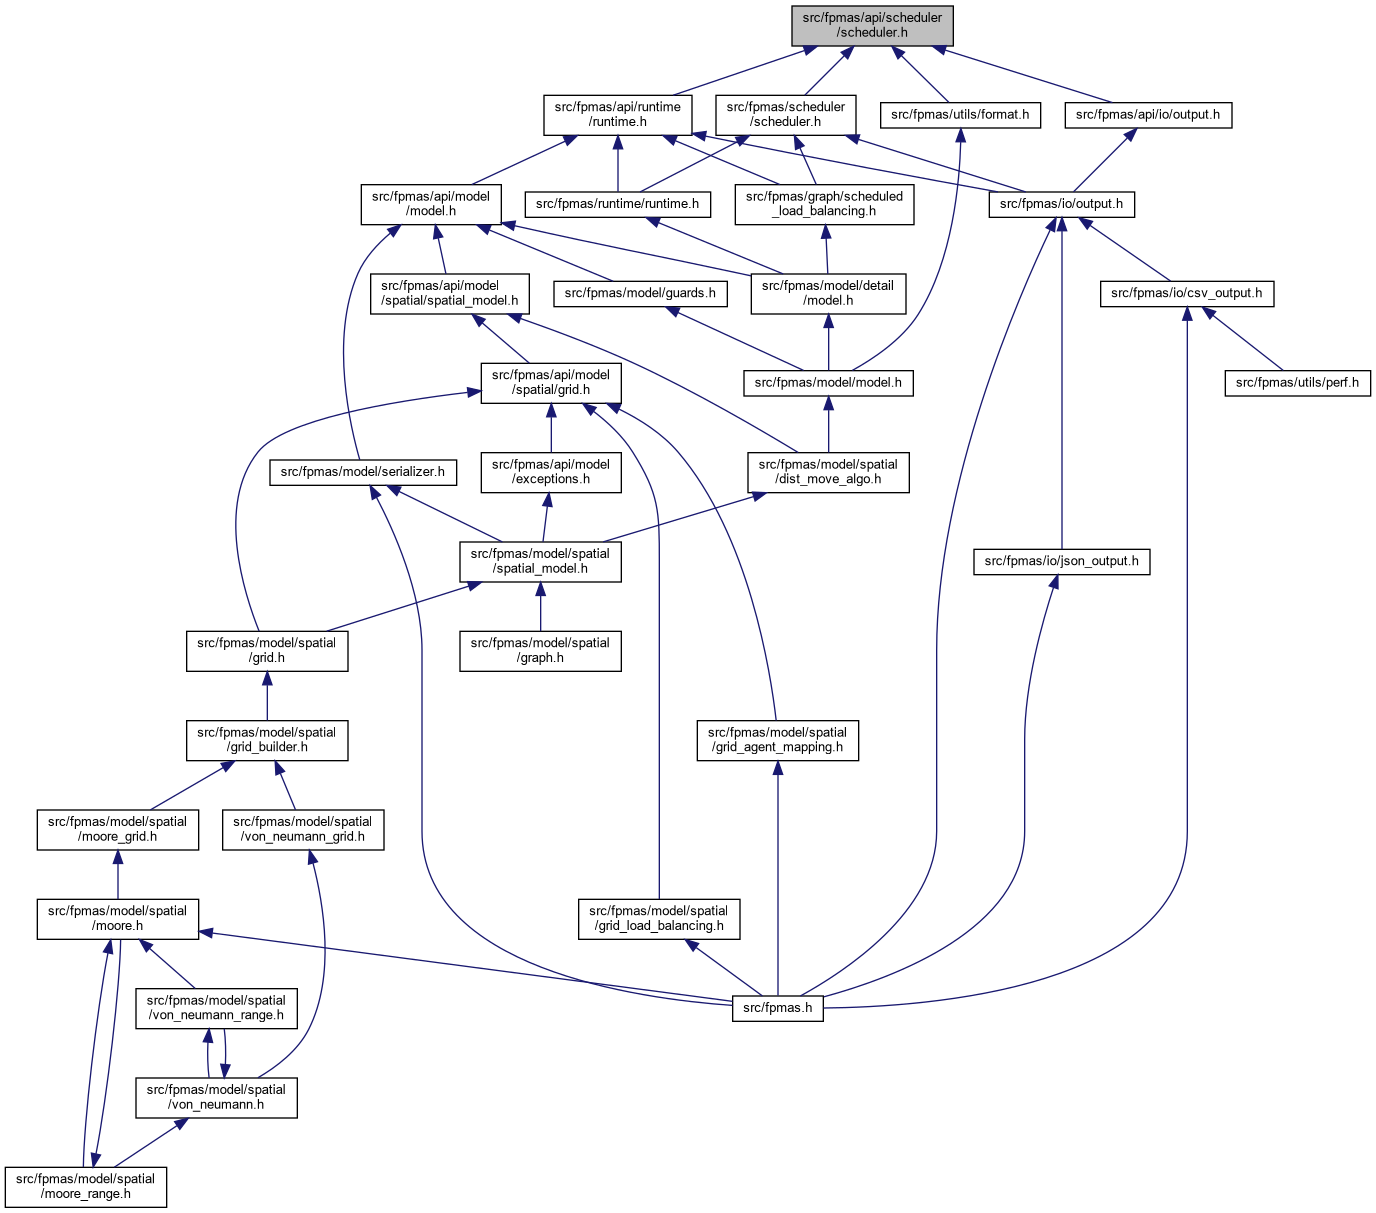 src/fpmas/api/scheduler
/scheduler.h
src/fpmas/api/runtime
/runtime.h
src/fpmas/scheduler
/scheduler.h
src/fpmas/utils/format.h
src/fpmas/api/io/output.h
src/fpmas/api/model
/model.h
src/fpmas/runtime/runtime.h
src/fpmas/graph/scheduled
_load_balancing.h
src/fpmas/io/output.h
src/fpmas/api/model
/spatial/spatial_model.h
src/fpmas/model/guards.h
src/fpmas/model/detail
/model.h
src/fpmas/io/csv_output.h
src/fpmas/api/model
/spatial/grid.h
src/fpmas/model/model.h
src/fpmas/utils/perf.h
src/fpmas/model/serializer.h
src/fpmas/api/model
/exceptions.h
src/fpmas/model/spatial
/dist_move_algo.h
src/fpmas/model/spatial
/spatial_model.h
src/fpmas/io/json_output.h
src/fpmas/model/spatial
/grid.h
src/fpmas/model/spatial
/graph.h
src/fpmas/model/spatial
/grid_builder.h
src/fpmas/model/spatial
/grid_agent_mapping.h
src/fpmas/model/spatial
/moore_grid.h
src/fpmas/model/spatial
/von_neumann_grid.h
src/fpmas/model/spatial
/moore.h
src/fpmas/model/spatial
/grid_load_balancing.h
src/fpmas/model/spatial
/von_neumann_range.h
src/fpmas.h
src/fpmas/model/spatial
/von_neumann.h
src/fpmas/model/spatial
/moore_range.h